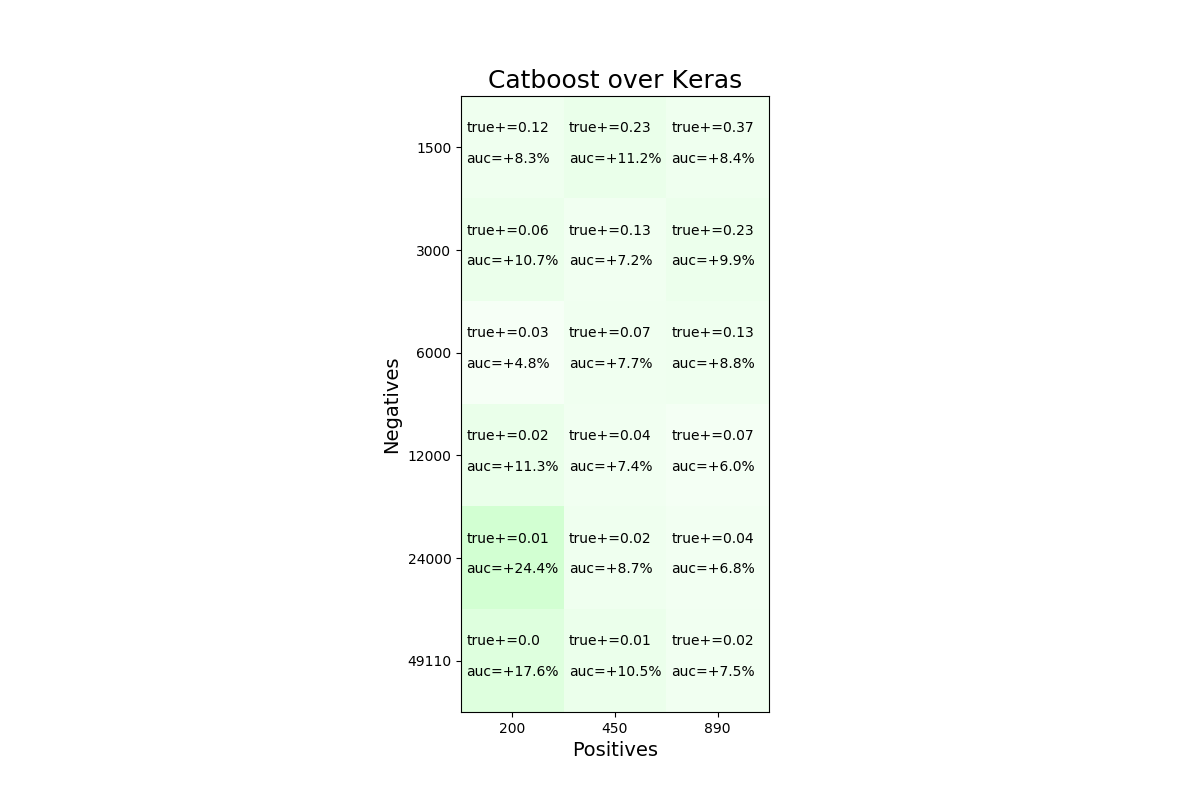 Catboost over Keras
true+=0.12 true+=0.23 true+=0.37
1500
auc=+8.3% auc=+11.2% auc=+8.4%
true+=0.06 true+=0.13 true+=0.23
3000
auc=+10.7% auc=+7.2% auc=+9.9%
true+=0.03 true+=0.07 true+=0.13
6000
auc=+4.8% auc=+7.7% auc=+8.8%
Negatives
true+=0.02 true+=0.04 true+=0.07
12000
auc=+11.3% auc=+7.4% auc=+6.0%
true+=0.01 true+=0.02 true+=0.04
24000
auc=+24.4% auc=+8.7% auc=+6.8%
true+=0.0 true+=0.01 true+=0.02
49110
auc=+17.6% auc=+10.5% auc=+7.5%
200 450 890
Positives